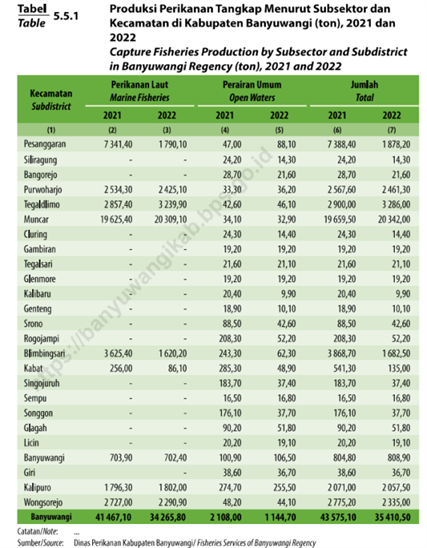 Tabel 5.5.1 Produksi Perikanan Tangkap Menurut Subsektor dan
Table Kecamatan di Kabupaten Banyuwangi (ton), 2021 dan
2022
Capture Fisheries Production by Subsector and Subdistrict
in Banyuwangi Regency (ton), 2021 and 2022
Kecamatan Subdistrict Perikanan Laut Perairan Umum Jumlah
Marine Fisheries Open Waters Total
2021 2022 2021 2022 2021 2022
(1) (2) (3) (4) (5) (6) (7)
Pesanggaran 7 341,40 1 790,10 47,00 88,10 7 388,40 1 878,20
Siliragung - - 24,20 14,30 24,20 14,30
Bangorejo - - 28,70 21,60 28,70 21,60
Purwoharjo 2 534,30 2 425,10 33,30 36,20 2 567,60 2 461,30
Tegaldlimo 2 857,40 3 239,90 42,60 46,10 2 900,00 3 286,00
Muncar 19 625,40 20 309,10 34,10 32,90 19 659,50 20 342,00
Cluring - - 24,30 14,40 24,30 14,40
Gambiran - - 19,20 19,20 19,20 19,20
Tegalsari - - 21,60 21,10 21,60 21,10
Glenmore - - 19,20 19,20 19,20 19,20
Kalibaru - - 20,40 9,90 20,40 9,90
Genteng - - 18,90 10,10 18,90 10,10
Srono - - 88,50 42,60 88,50 42,60
Rogojampi - - 208,30 52,20 208,30 52,20
Blimbingsari 3 625,40 1 620,20 243,30 62,30 3 868,70 1 682,50
Kabat 256,00 86,10 285,30 48,90 541,30 135,00
Singojuruh - - 183,70 37,40 183,70 37,40
Sempu - - 16,50 16,80 16,50 16,80
Songgon - - 176,10 37,70 176,10 37,70
Glagah - - 90,20 51,80 90,20 51,80
Licin - - 20,20 19,10 20,20 19,10
Banyuwangi 703,90 702,40 100,90 106,50 804,80 808,90
Giri - - 38,60 36,70 38,60 36,70
Kalipuro 1 796,30 1 802,00 274,70 255,50 2 071,00 2 057,50
Wongsorejo 2 727,00 2 290,90 48,20 44,10 2 775,20 2 335,00
Banyuwangi 41 467,10 34 265,80 2 108,00 1 144,70 43 575,10 35 410,50
Catatan/Note: ...
Sumber/Source: Dinas Perikanan Kabupaten Banyuwangi/ Fisheries Services of Banyuwangi Regency
https://banyuwangikab.bps.go.id